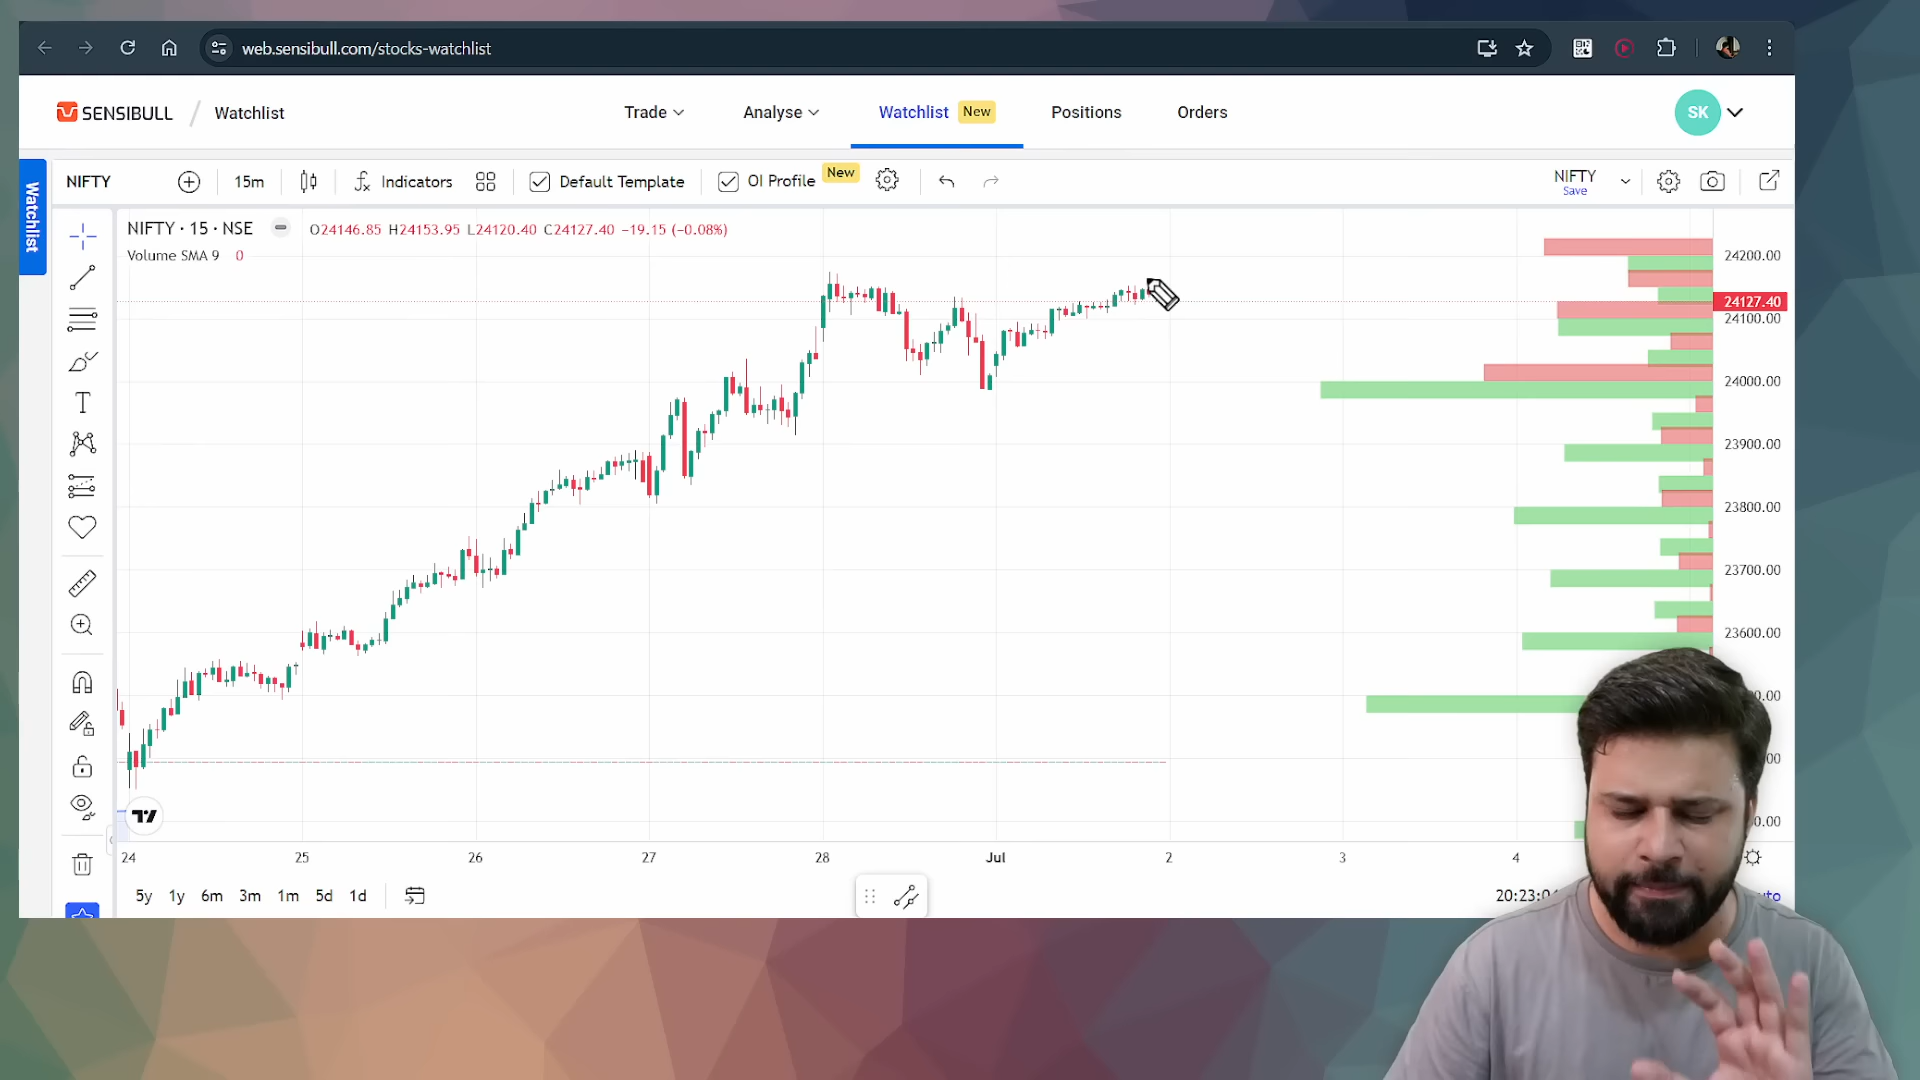 web.sensibull.com/stocks-watchlist
SENSIBULL / Watchlist
Trade
Analyse
Watchlist New
Positions
Orders
SK
Watchlist
NIFTY
15m
Indicators
Default Template
OI Profile New
NIFTY
Save
NIFTY · 15 · NSE
O24146.85 H24153.95 L24120.40 C24127.40 −19.15 (−0.08%)
Volume SMA 9 0
24200.00
24127.40
24100.00
24000.00
23900.00
23800.00
23700.00
23600.00
24 25 26 27 28 Jul 2 3 4
5y 1y 6m 3m 1m 5d 1d